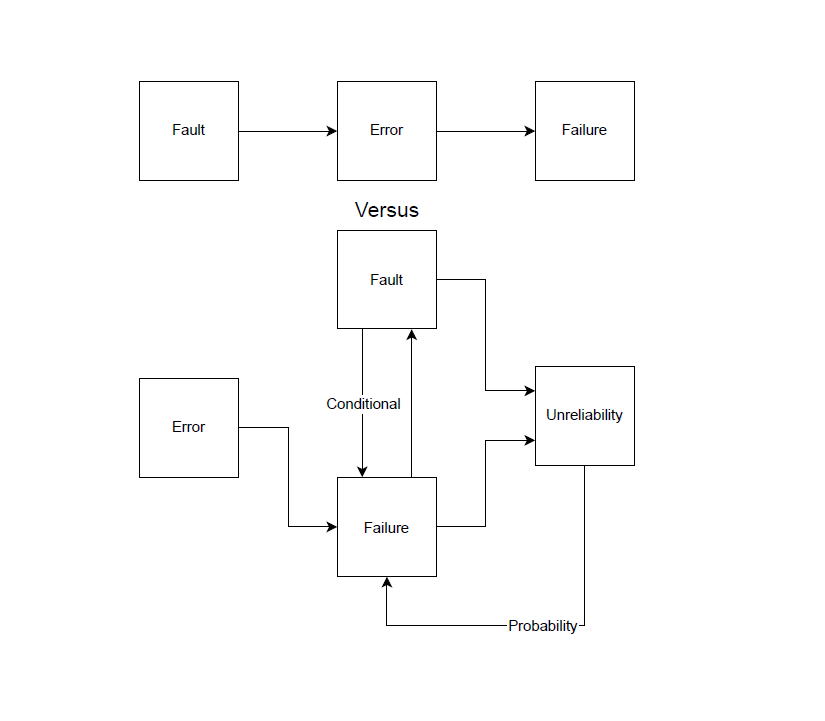 Fault
Error
Failure
Versus
Fault
Conditional
Unreliability
Error
Failure
Probability